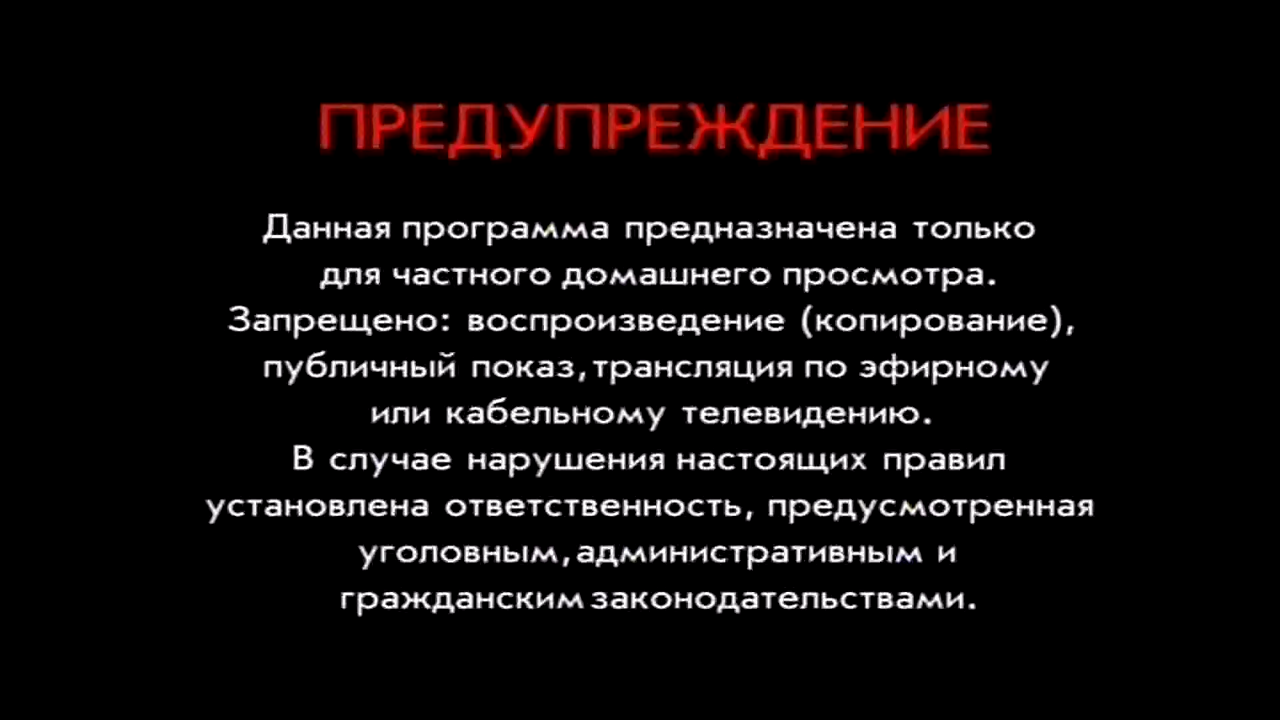 ПРЕДУПРЕЖДЕНИЕ
Данная программа предназначена только
для частного домашнего просмотра.
Запрещено: воспроизведение (копирование),
публичный показ, трансляция по эфирному
или кабельному телевидению.
В случае нарушения настоящих правил
установлена ответственность, предусмотренная
уголовным, административным и
гражданским законодательствами.